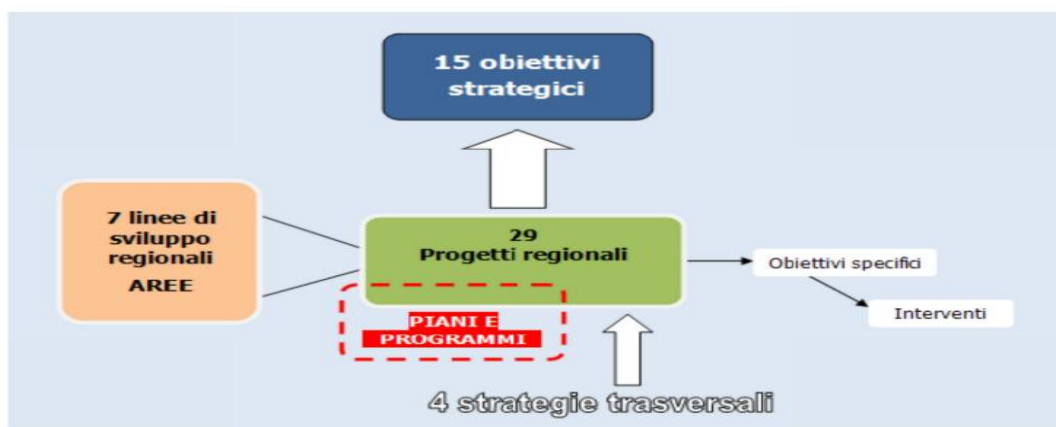 15 obiettivi
strategici
7 linee di
sviluppo
regionali
AREE
29
Progetti regionali
PIANI E
PROGRAMMI
Obiettivi specifici
Interventi
4 strategie trasversali